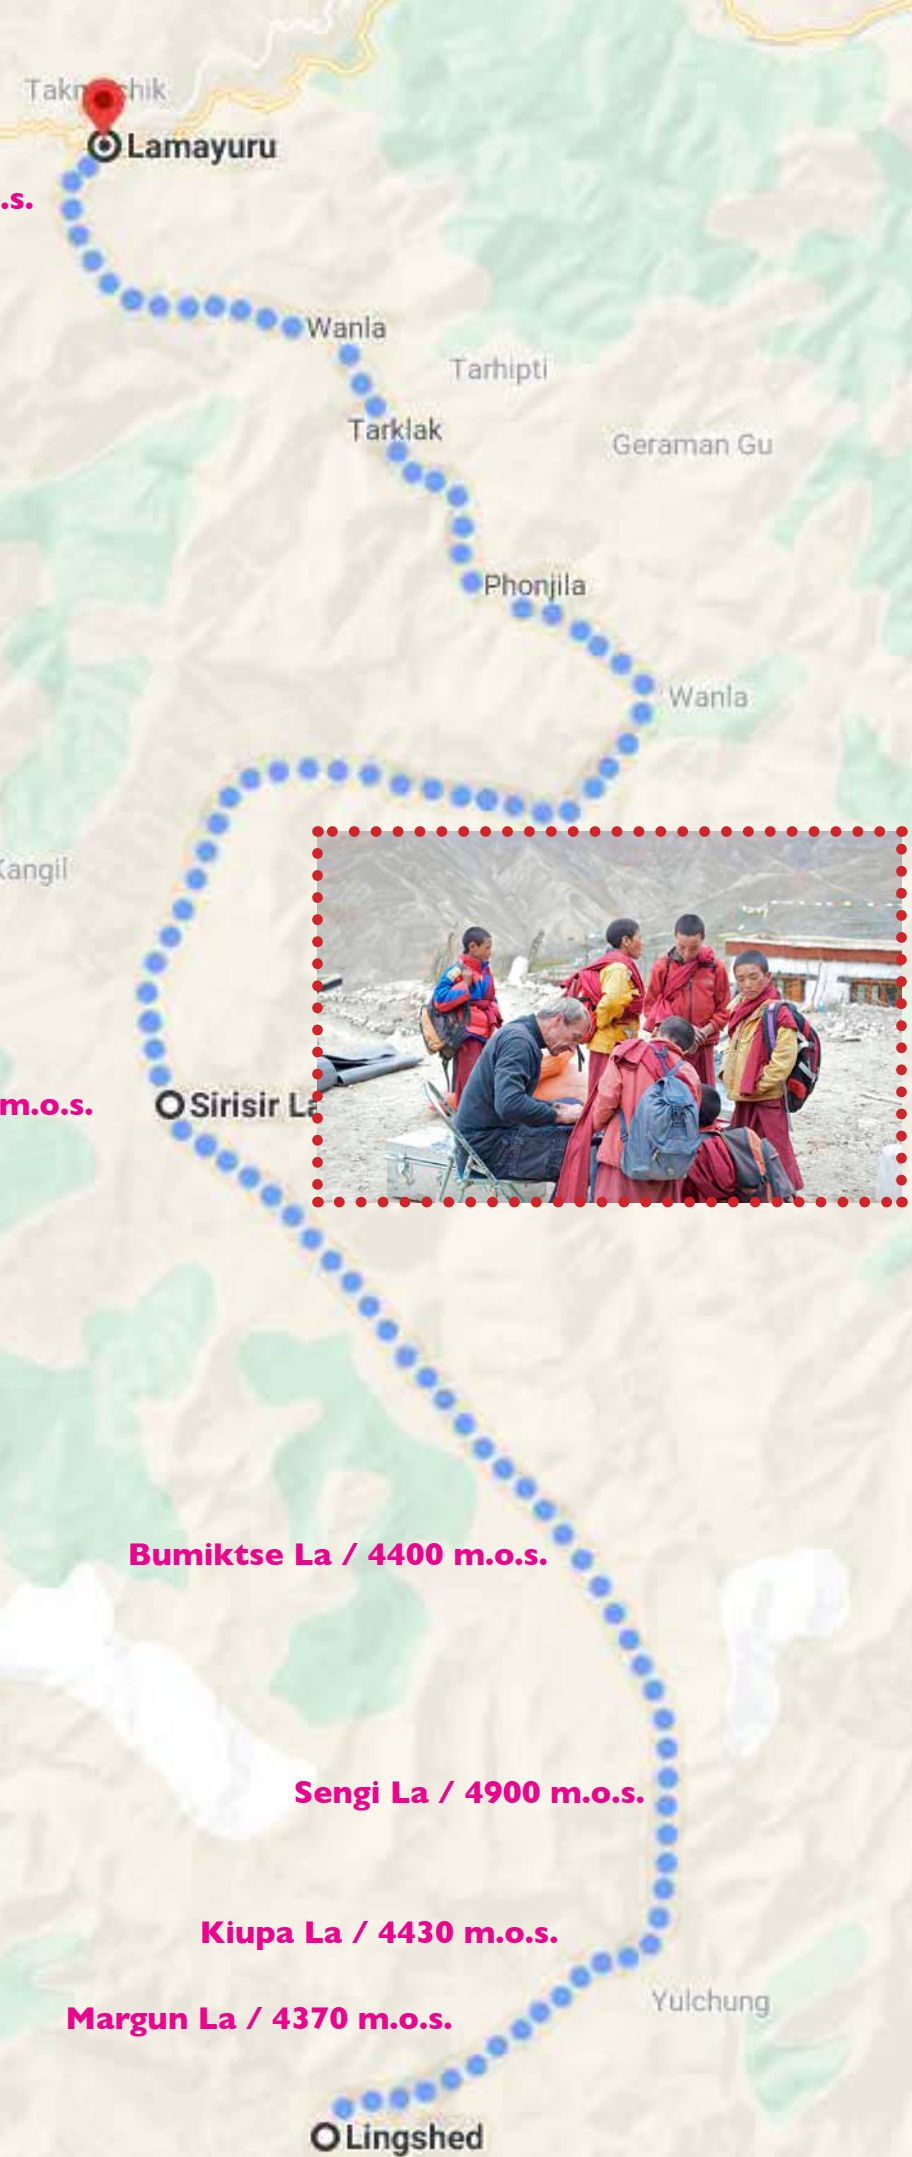 Lamayuru
.s.
Wanla
Tarhipti
Tarklak
Geraman Gu
Phonjila
Wanla
Kangil
m.o.s.
Sirisir La
Bumiktse La / 4400 m.o.s.
Sengi La / 4900 m.o.s.
Kiupa La / 4430 m.o.s.
Yulchung
Margun La / 4370 m.o.s.
Lingshed